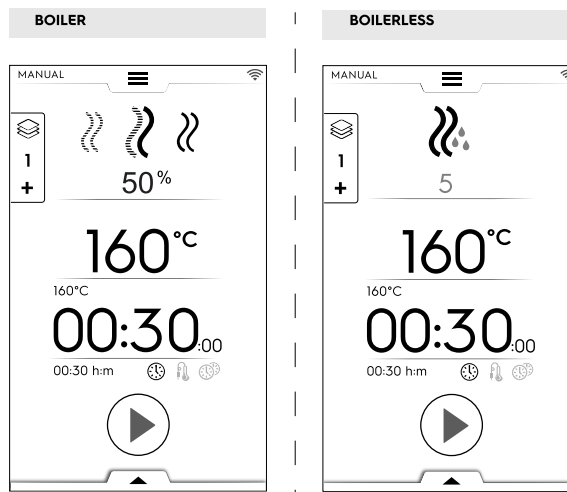 BOILER
MANUAL
1
+
50%
160°C
160°C
00:30:00
00:30 h:m
BOILERLESS
MANUAL
1
+
5
160°C
160°C
00:30:00
00:30 h:m